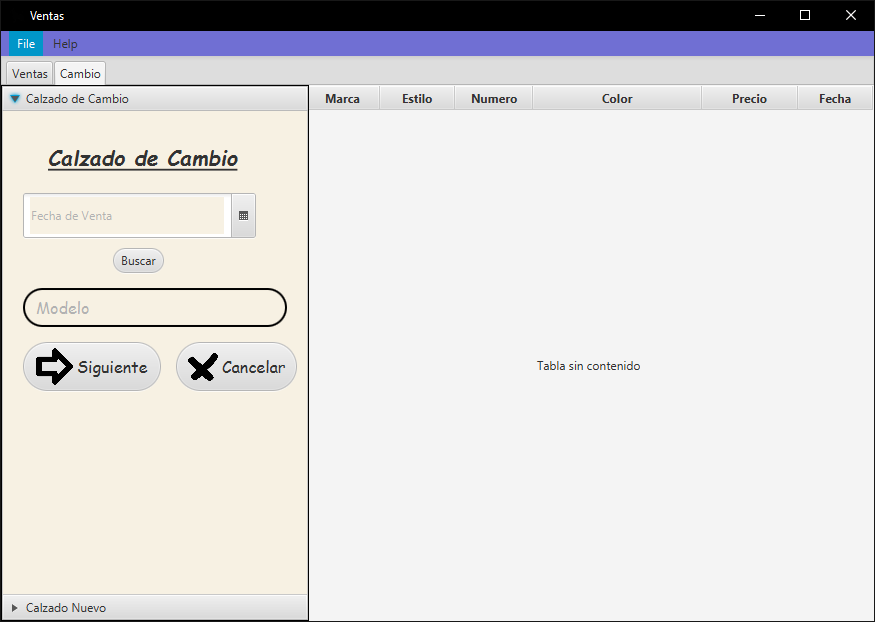 Ventas
File Help
Ventas Cambio
Calzado de Cambio
Marca Estilo Numero Color Precio Fecha
Calzado de Cambio
Fecha de Venta
Buscar
Modelo
Siguiente Cancelar
Tabla sin contenido
Calzado Nuevo